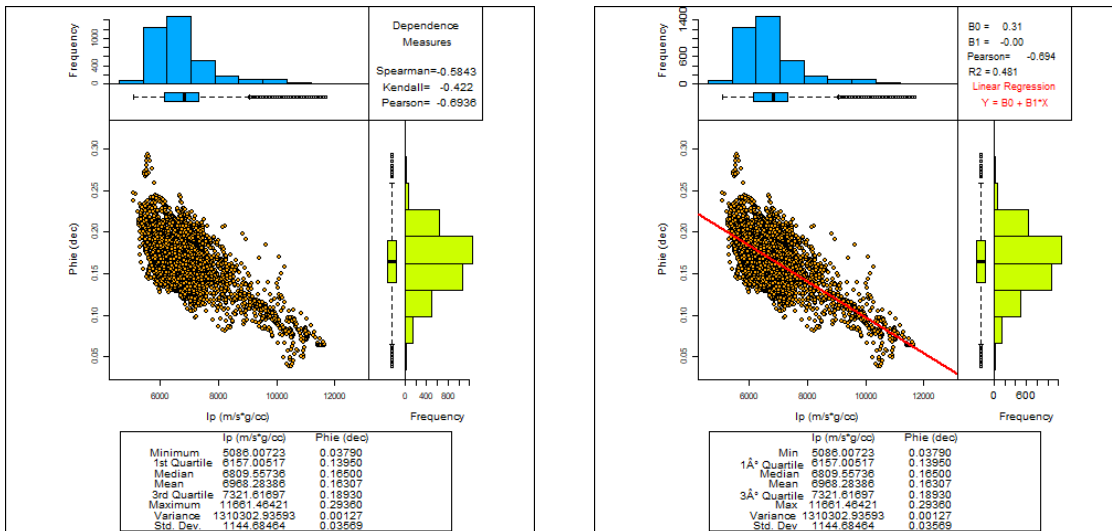 Frequency
0 400 1000
Dependence
Measures
Spearman=-0.5843
Kendall= -0.422
Pearson= -0.6936
Phie (dec)
0.05 0.10 0.15 0.20 0.25 0.30
6000 8000 10000 12000
Ip (m/s*g/cc)
0 400 1000
Frequency
Ip (m/s*g/cc) Phie (dec)
Minimum 5086.00723 0.03790
1st Quartile 6157.00517 0.13950
Median 6809.55736 0.16500
Mean 6968.28386 0.16307
3rd Quartile 7321.61697 0.18930
Maximum 11661.46421 0.29360
Variance 1310302.93593 0.00127
Std. Dev. 1144.68464 0.03569
Frequency
0 600 1400
B0 = 0.31
B1 = -0.00
Pearson= -0.694
R2 = 0.481
Linear Regression
Y = B0 + B1*X
Phie (dec)
0.05 0.10 0.15 0.20 0.25 0.30
6000 8000 10000 12000
Ip (m/s*g/cc)
0 600
Frequency
Ip (m/s*g/cc) Phie (dec)
Min 5086.00723 0.03790
1Â° Quartile 6157.00517 0.13950
Median 6809.55736 0.16500
Mean 6968.28386 0.16307
3Â° Quartile 7321.61697 0.18930
Max 11661.46421 0.29360
Variance 1310302.93593 0.00127
Std. Dev. 1144.68464 0.03569